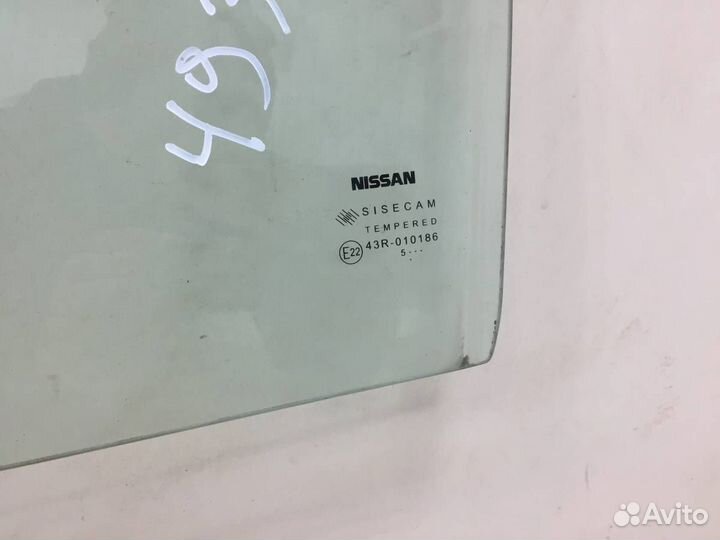 49
NISSAN
SISECAM
TEMPERED
E22 43R-010186
5···
.
Avito